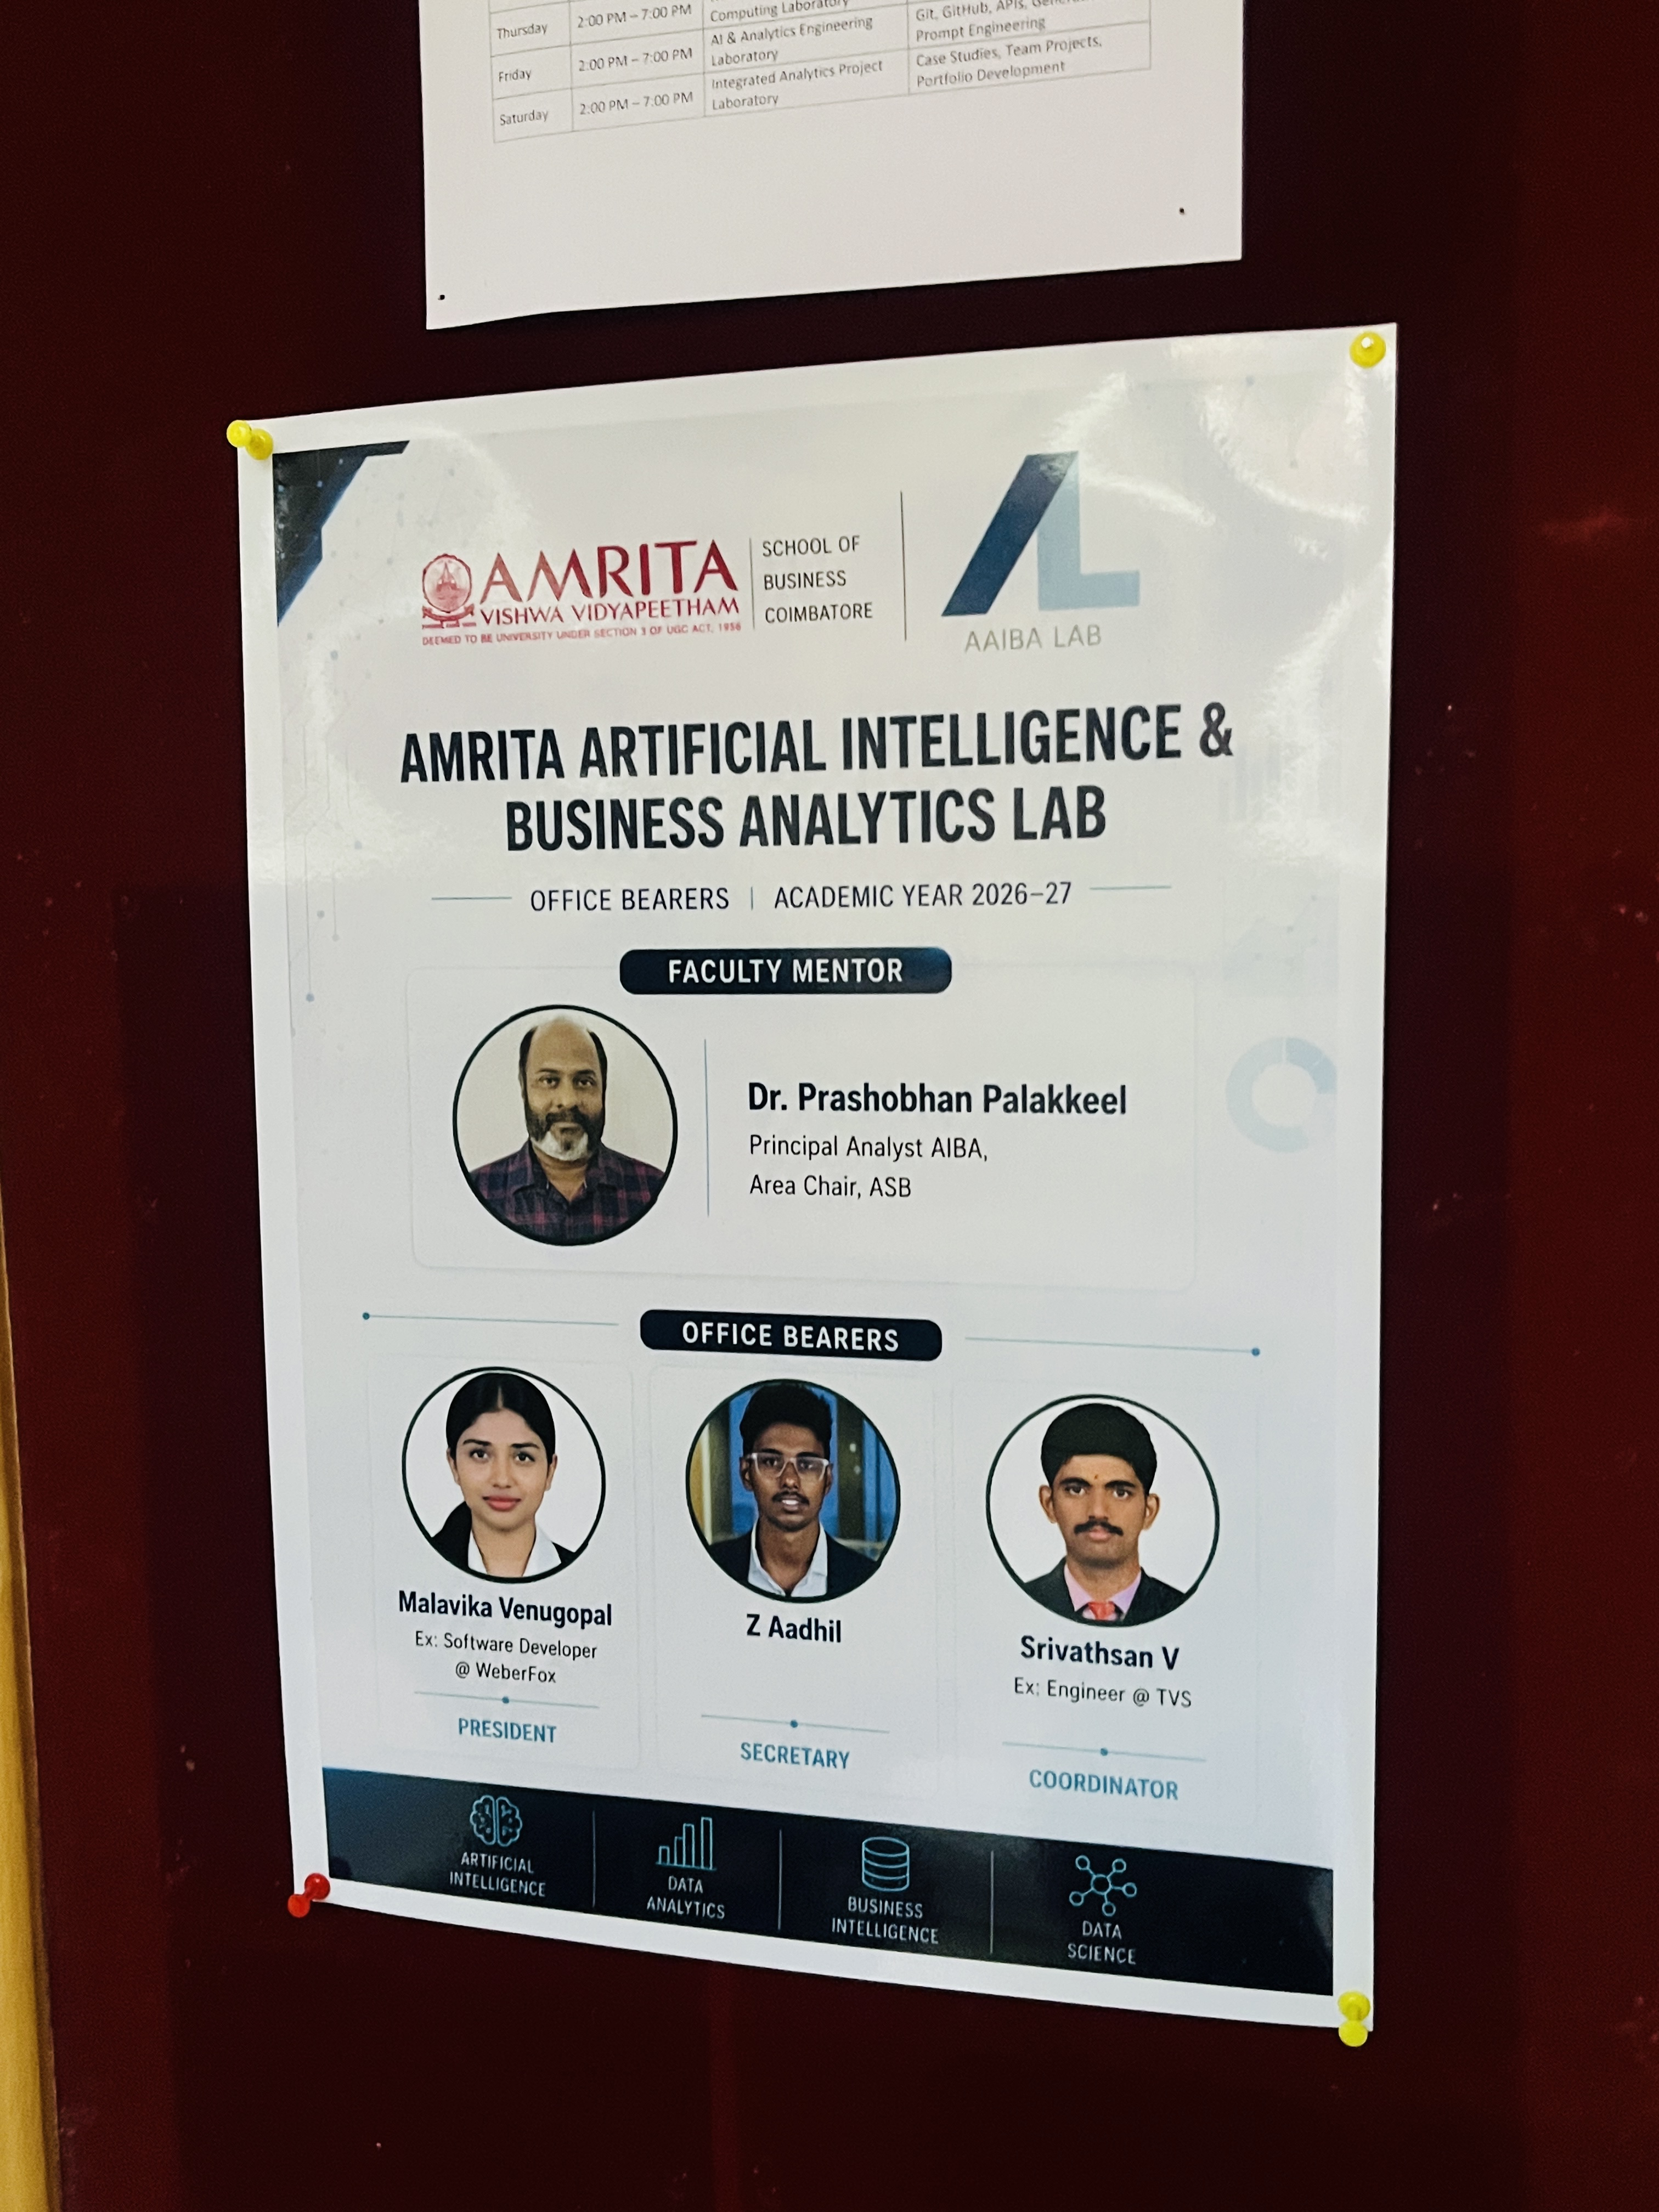 Thursday
2:00 PM – 7:00 PM
Computing Laboratory
Git, GitHub, APIs,
Prompt Engineering
Friday
2:00 PM – 7:00 PM
AI & Analytics Engineering
Laboratory
Case Studies, Team Projects,
Portfolio Development
Saturday
2:00 PM – 7:00 PM
Integrated Analytics Project
Laboratory
AMRITA
VISHWA VIDYAPEETHAM
DEEMED TO BE UNIVERSITY UNDER SECTION 3 OF UGC ACT, 1956
SCHOOL OF
BUSINESS
COIMBATORE
AL
AAIBA LAB
AMRITA ARTIFICIAL INTELLIGENCE &
BUSINESS ANALYTICS LAB
OFFICE BEARERS | ACADEMIC YEAR 2026–27
FACULTY MENTOR
Dr. Prashobhan Palakkeel
Principal Analyst AIBA,
Area Chair, ASB
OFFICE BEARERS
Malavika Venugopal
Ex: Software Developer
@ WeberFox
PRESIDENT
Z Aadhil
SECRETARY
Srivathsan V
Ex: Engineer @ TVS
COORDINATOR
ARTIFICIAL
INTELLIGENCE
DATA
ANALYTICS
BUSINESS
INTELLIGENCE
DATA
SCIENCE